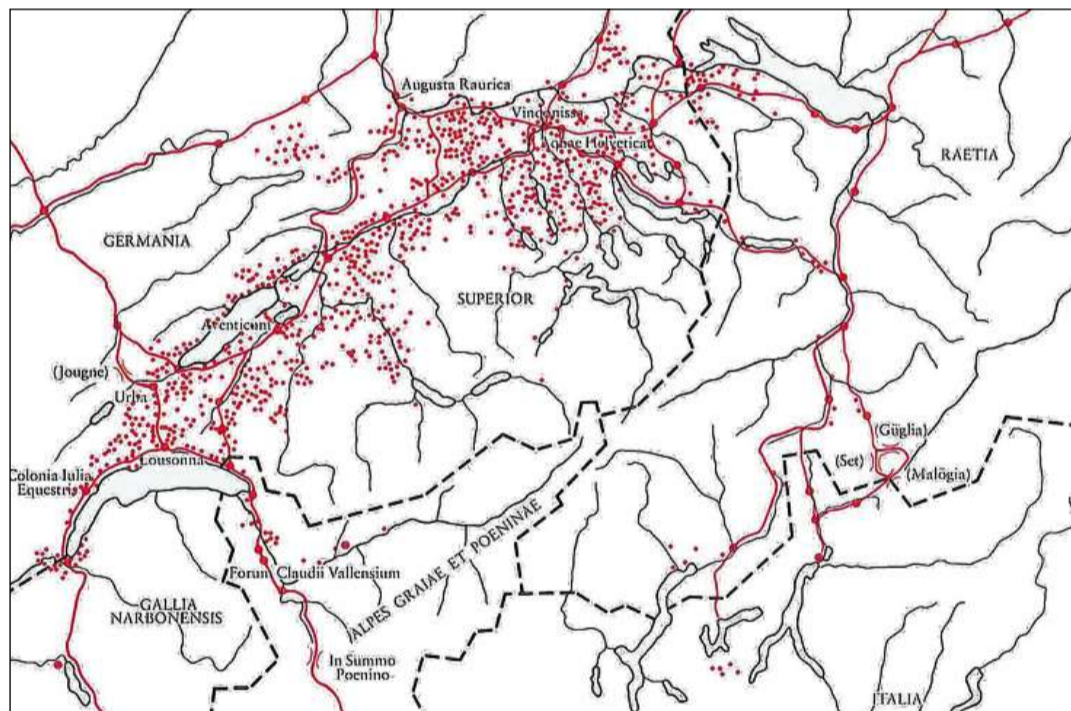 Augusta Raurica
Vindonissa
Aquae Helveticae
RAETIA
GERMANIA
SUPERIOR
Aventicum
(Jougne)
Urba
(Güglia)
Lousonna
(Set)
(Malögia)
Colonia Iulia
Equestris
Forum Claudii Vallensium
ALPES GRAIAE ET POENINAE
GALLIA
NARBONENSIS
In Summo
Poenino
ITALIA